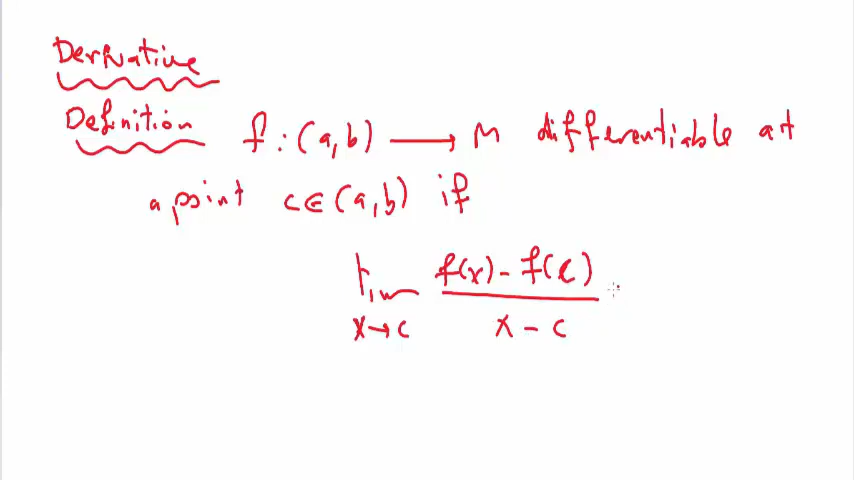 Derivative
Definition f : (a,b) → M differentiable at
a point c ∈ (a,b) if
lim f(x) - f(c)
x→c x - c